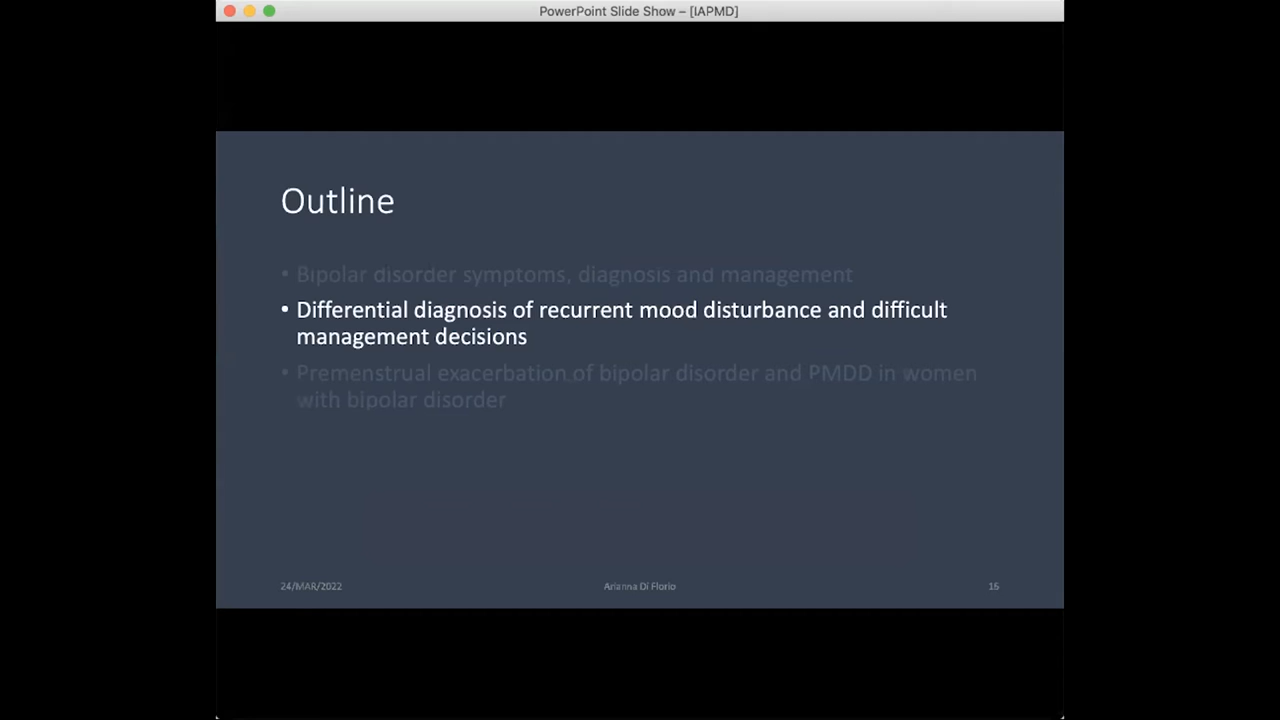 PowerPoint Slide Show – [IAPMD]
Outline
• Bipolar disorder symptoms, diagnosis and management
• Differential diagnosis of recurrent mood disturbance and difficult
management decisions
• Premenstrual exacerbation of bipolar disorder and PMDD in women
with bipolar disorder
24/MAR/2022
Arianna Di Florio
15